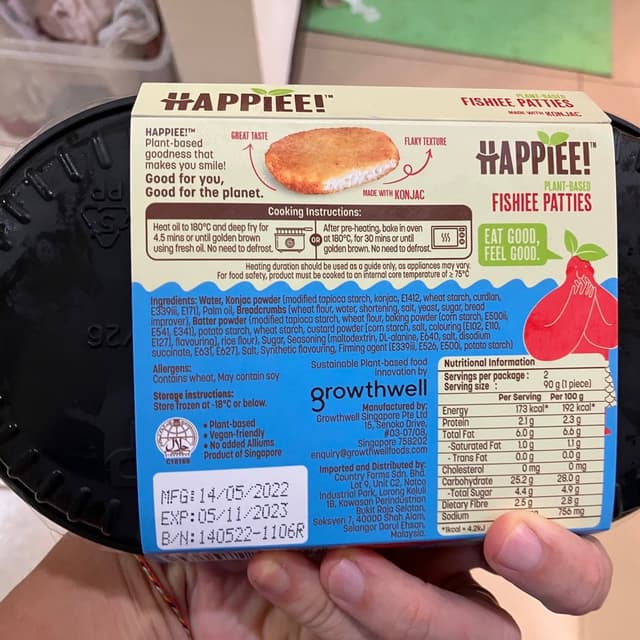 HAPPIEE!™
PLANT-BASED
FISHIEE PATTIES
MADE WITH KONJAC
HAPPIEE!™
Plant-based
goodness that
makes you smile!
Good for you,
Good for the planet.
GREAT TASTE
FLAKY TEXTURE
MADE WITH KONJAC
HAPPIEE!™
PLANT-BASED
FISHIEE PATTIES
EAT GOOD,
FEEL GOOD.
Cooking Instructions:
Heat oil to 180°C and deep fry for
4.5 mins or until golden brown
using fresh oil. No need to defrost.
OR
After pre-heating, bake in oven
at 180°C, for 30 mins or until
golden brown. No need to defrost.
Heating duration should be used as a guide only, as appliances may vary.
For food safety, product must be cooked to an internal core temperature of ≥ 75°C
Ingredients: Water, Konjac powder (modified tapioca starch, konjac, E1412, wheat starch, curdlan,
E339iii, E171), Palm oil, Breadcrumbs (wheat flour, water, shortening, salt, yeast, sugar, bread
improver), Batter powder (modified tapioca starch, wheat flour, baking powder (corn starch, E500ii,
E541, E341), potato starch, wheat starch, custard powder (corn starch, salt, colouring (E102, E110,
E127), flavouring), rice flour), Sugar, Seasoning (maltodextrin, DL-alanine, E640, salt, disodium
succinate, E631, E627), Salt, Synthetic flavouring, Firming agent (E339iii, E526, E500i, potato starch)
Allergens:
Contains wheat, May contain soy
Storage instructions:
Store frozen at -18°C or below.
• Plant-based
• Vegan-friendly
• No added Alliums
Product of Singapore
Sustainable Plant-based food
innovation by
growthwell
Manufactured by:
Growthwell Singapore Pte Ltd
15, Senoko Drive,
#03-07/08,
Singapore 758202
enquiry@growthwellfoods.com
Imported and Distributed by:
Country Farms Sdn. Bhd.
Lot 9, Unit C2, Natco
Industrial Park, Lorong Keluli
1B, Kawasan Perindustrian
Bukit Raja Selatan,
Seksyen 7, 40000 Shah Alam,
Selangor Darul Ehsan,
Malaysia.
Nutritional Information
Servings per package: 2
Serving size : 90 g (1 piece)
Per Serving Per 100 g
Energy 173 kcal* 192 kcal*
Protein 2.1 g 2.3 g
Total Fat 6.0 g 6.6 g
-Saturated Fat 1.0 g 1.1 g
- Trans Fat 0.0 g 0.0 g
Cholesterol 0 mg 0 mg
Carbohydrate 25.2 g 28.0 g
-Total Sugar 4.4 g 4.9 g
Dietary Fibre 2.5 g 2.8 g
Sodium 756 mg
*1kcal = 4.2kJ
MFG:14/05/2022
EXP:05/11/2023
B/N:140522-1106R